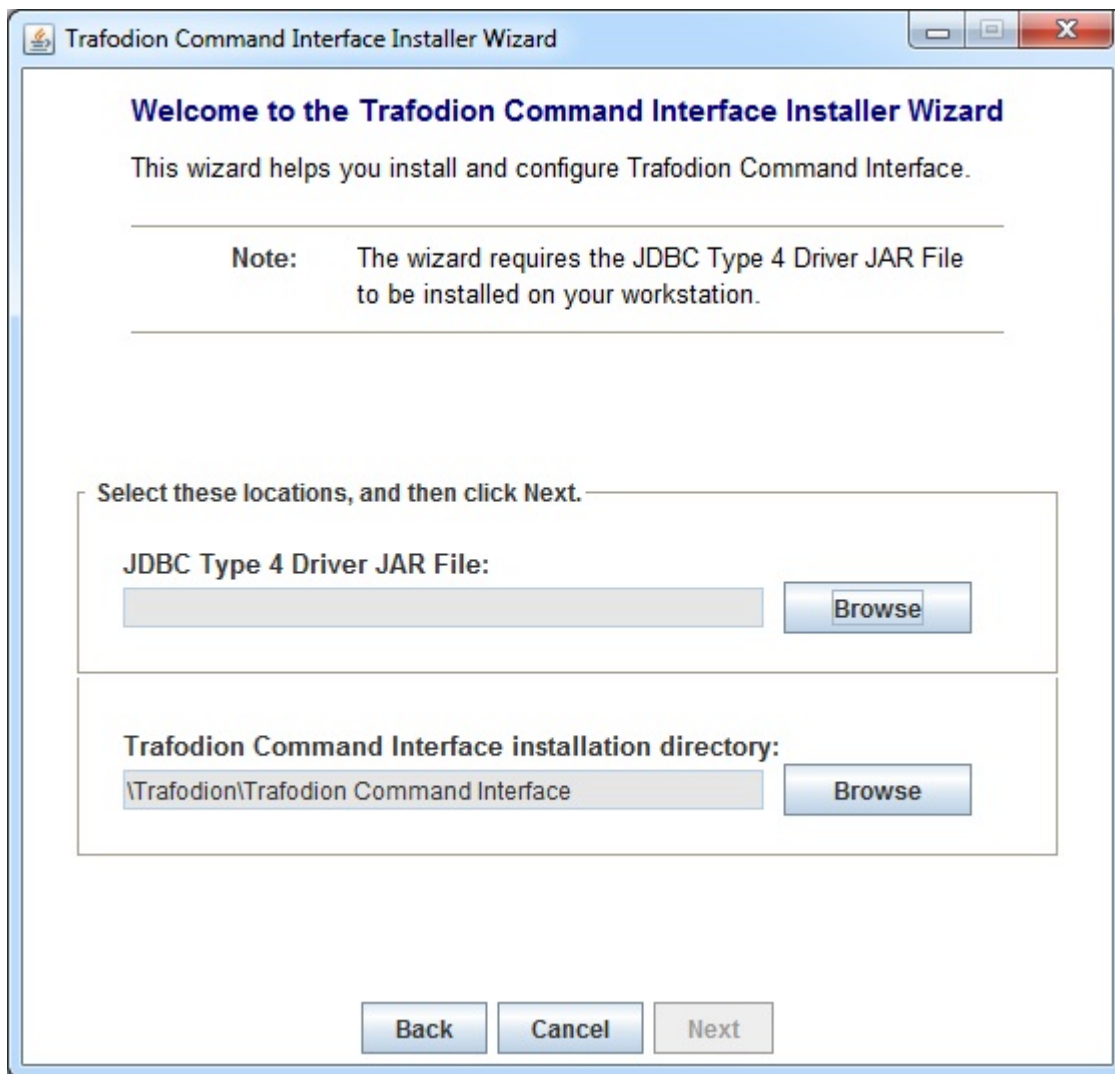 Trafodion Command Interface Installer Wizard
Welcome to the Trafodion Command Interface Installer Wizard
This wizard helps you install and configure Trafodion Command Interface.
Note: The wizard requires the JDBC Type 4 Driver JAR File
to be installed on your workstation.
Select these locations, and then click Next.
JDBC Type 4 Driver JAR File:
Browse
Trafodion Command Interface installation directory:
\Trafodion\Trafodion Command Interface Browse
Back Cancel Next